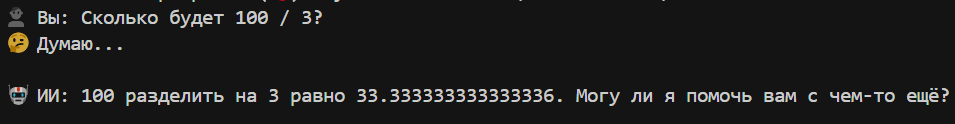 Вы: Сколько будет 100 / 3?
Думаю...
ИИ: 100 разделить на 3 равно 33.333333333333336. Могу ли я помочь вам с чем-то ещё?